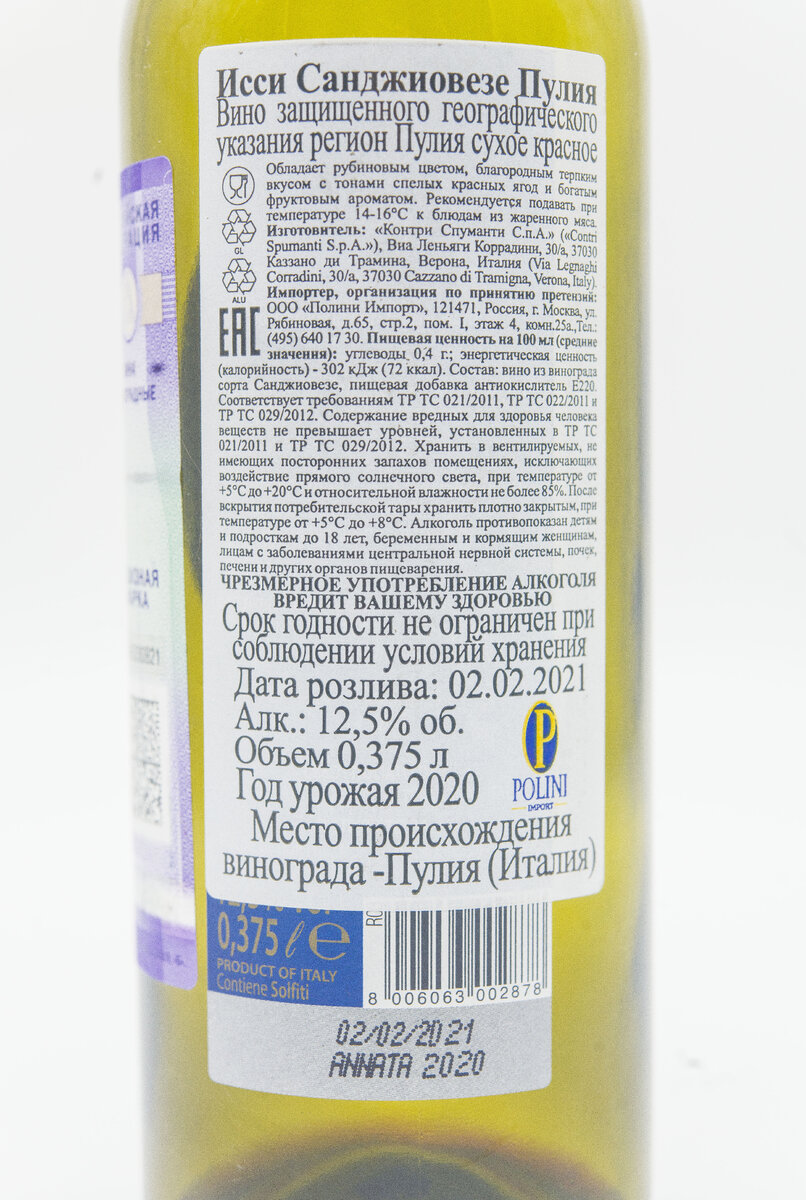 Исси Санджиовезе Пулия
Вино защищенного географического
указания регион Пулия сухое красное
Обладает рубиновым цветом, благородным терпким
вкусом с тонами спелых красных ягод и богатым
фруктовым ароматом. Рекомендуется подавать при
температуре 14-16°С к блюдам из жаренного мяса.
Изготовитель: «Контри Спуманти С.п.А.» («Contri
Spumanti S.p.A.»), Виа Леньяги Коррадини, 30/а, 37030
Каззано ди Трамина, Верона, Италия (Via Legnaghi
Corradini, 30/a, 37030 Cazzano di Tramigna, Verona, Italy).
Импортер, организация по принятию претензий:
ООО «Полини Импорт», 121471, Россия, г. Москва, ул.
Рябиновая, д.65, стр.2, пом. I, этаж 4, комн.25а.,Тел.:
(495) 640 17 30. Пищевая ценность на 100 мл (средние
значения): углеводы 0,4 г.; энергетическая ценность
(калорийность) - 302 кДж (72 ккал). Состав: вино из винограда
сорта Санджиовезе, пищевая добавка антиокислитель Е220.
Соответствует требованиям ТР ТС 021/2011, ТР ТС 022/2011 и
ТР ТС 029/2012. Содержание вредных для здоровья человека
веществ не превышает уровней, установленных в ТР ТС
021/2011 и ТР ТС 029/2012. Хранить в вентилируемых, не
имеющих посторонних запахов помещениях, исключающих
воздействие прямого солнечного света, при температуре от
+5°С до +20°С и относительной влажности не более 85%. После
вскрытия потребительской тары хранить плотно закрытым, при
температуре от +5°С до +8°С. Алкоголь противопоказан детям
и подросткам до 18 лет, беременным и кормящим женщинам,
лицам с заболеваниями центральной нервной системы, почек,
печени и других органов пищеварения.
ЧРЕЗМЕРНОЕ УПОТРЕБЛЕНИЕ АЛКОГОЛЯ
ВРЕДИТ ВАШЕМУ ЗДОРОВЬЮ
Срок годности не ограничен при
соблюдении условий хранения
Дата розлива: 02.02.2021
Алк.: 12,5% об.
Объем 0,375 л
Год урожая 2020
Место происхождения
винограда -Пулия (Италия)
GL
ALU
EAC
P
POLINI
IMPORT
0,375 ℓ e
PRODUCT OF ITALY
Contiene Solfiti
8 006063 002878
02/02/2021
ANNATA 2020